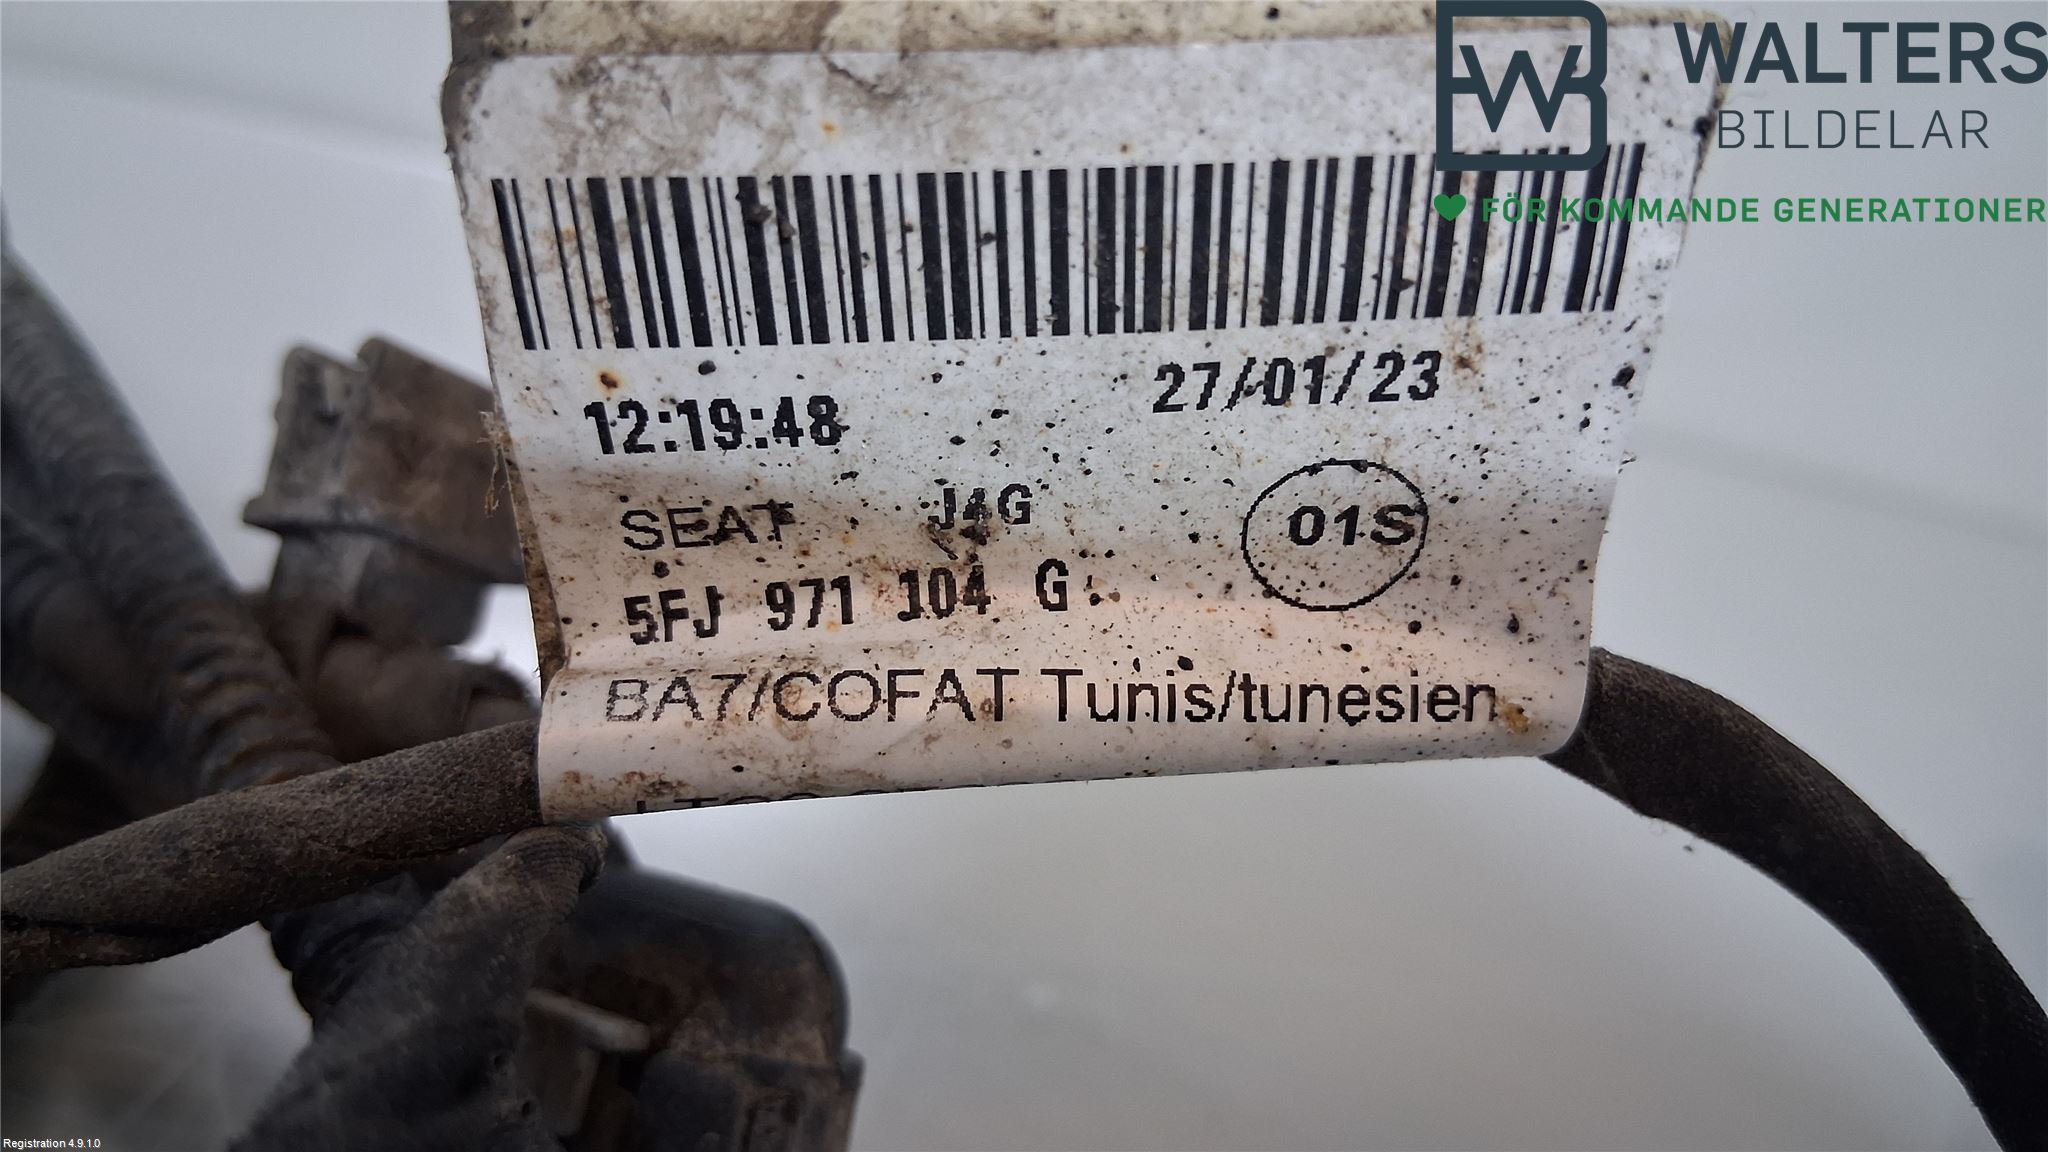 WALTERS
BILDELAR
FÖR KOMMANDE GENERATIONER
12:19:48 27/01/23
SEAT J4G 01S
5FJ 971 104 G
BA7/COFAT Tunis/tunesien
Registration 4.9.1.0